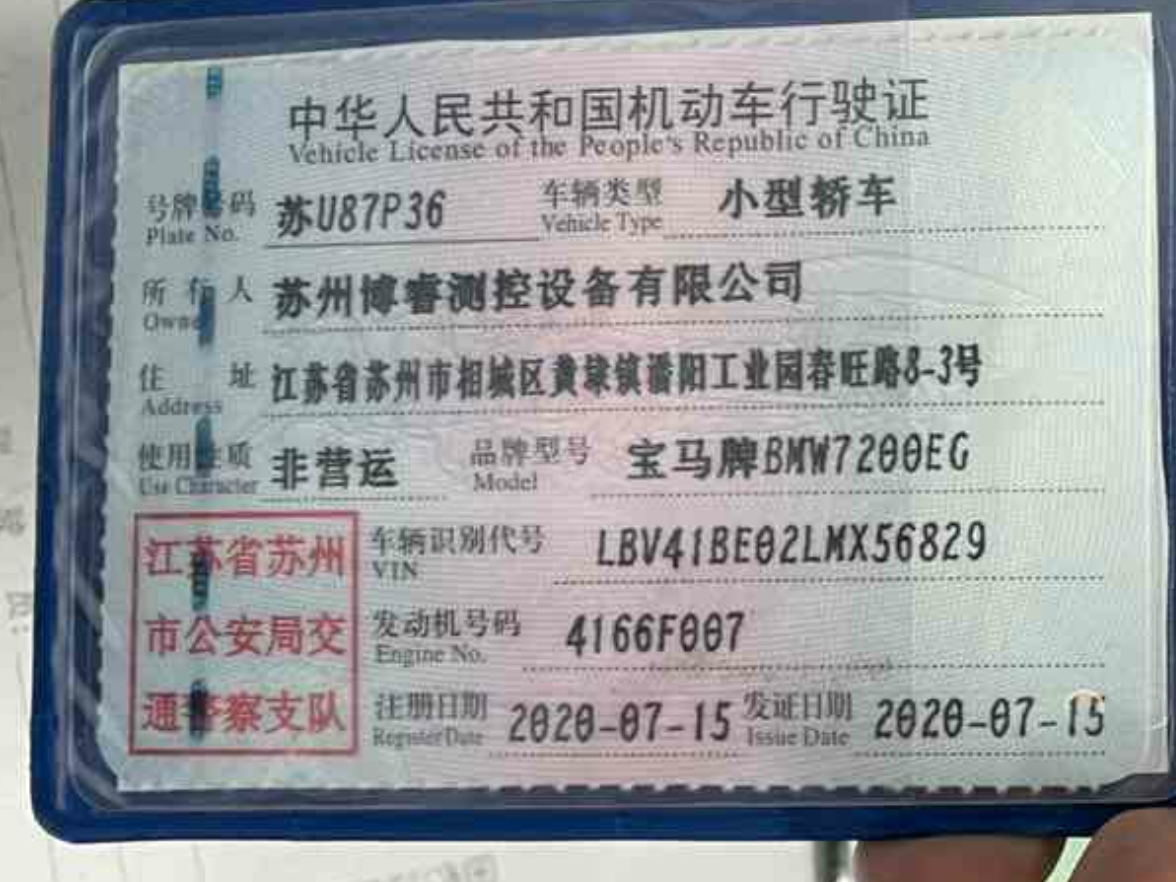 中华人民共和国机动车行驶证
Vehicle License of the People's Republic of China
号牌号码 苏U87P36 车辆类型 小型轿车
Plate No. Vehicle Type
所有人 苏州博睿测控设备有限公司
Owner
住址 江苏省苏州市相城区黄埭镇潘阳工业园春旺路8-3号
Address
使用性质 非营运 品牌型号 宝马牌BMW7200EG
Use Character Model
江苏省苏州 车辆识别代号 LBV41BE02LMX56829
VIN
市公安局交 发动机号码 4166F007
Engine No.
通警察支队 注册日期 2020-07-15 发证日期 2020-07-15
Register Date Issue Date